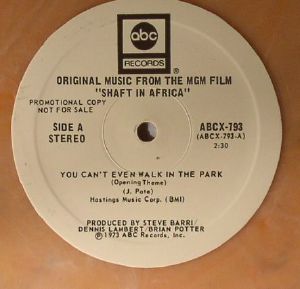 abc
RECORDS
®
ORIGINAL MUSIC FROM THE MGM FILM
"SHAFT IN AFRICA"
PROMOTIONAL COPY
NOT FOR SALE
SIDE A
STEREO
ABCX-793
(ABCX-793-A)
2:30
YOU CAN'T EVEN WALK IN THE PARK
(Opening Theme)
(J. Pate)
Hastings Music Corp. (BMI)
PRODUCED BY STEVE BARRI/
DENNIS LAMBERT/BRIAN POTTER
℗1973 ABC Records, Inc.